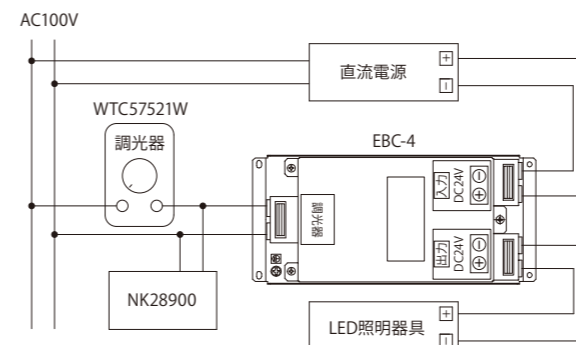 AC100V
直流電源
+
−
WTC57521W
調光器
EBC-4
調光器
入力
DC24V
−
+
出力
DC24V
−
+
NK28900
LED照明器具
+
−